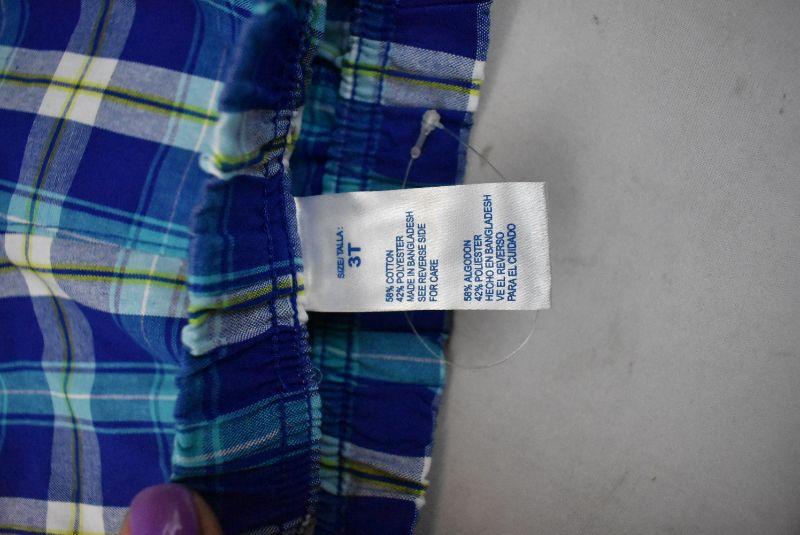 SIZE/ TALLA :
3T
58% COTTON
42% POLYESTER
MADE IN BANGLADESH
SEE REVERSE SIDE
FOR CARE
58% ALGODON
42% POLIESTER
HECHO EN BANGLADESH
VE EL REVERSO
PARA EL CUIDADO